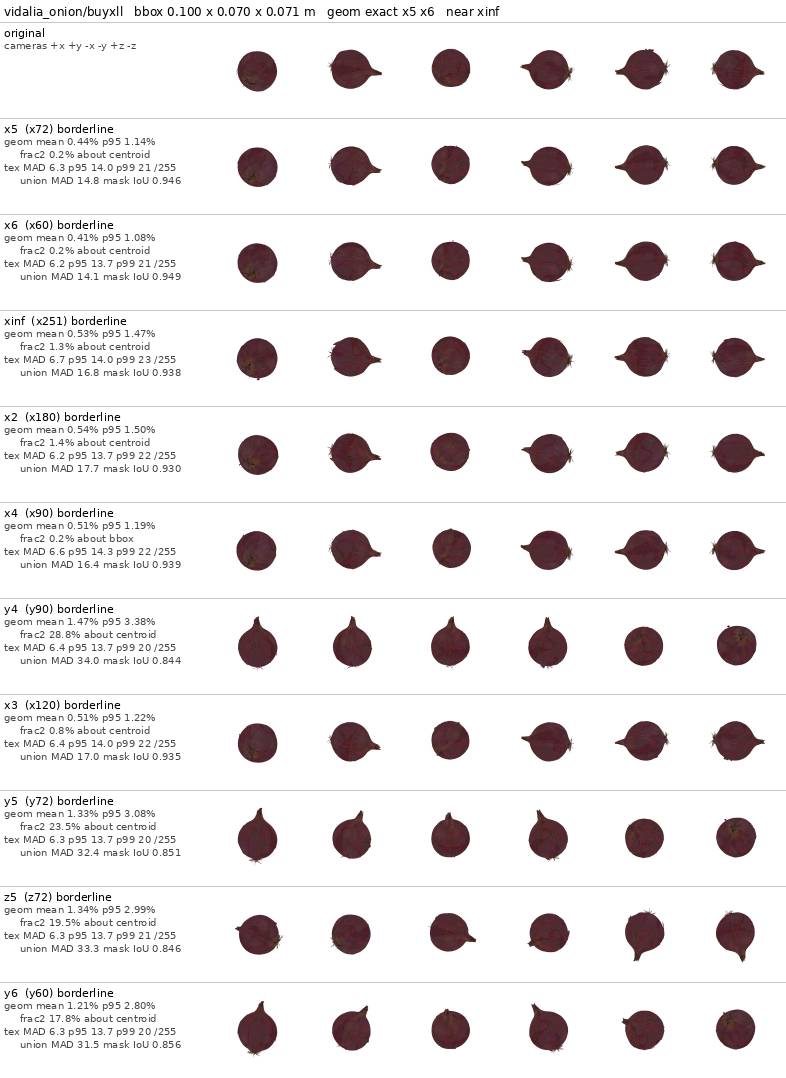 vidalia_onion/buyxll bbox 0.100 x 0.070 x 0.071 m geom exact x5 x6 near xinf
original
cameras +x +y -x -y +z -z
x5 (x72) borderline
geom mean 0.44% p95 1.14%
frac2 0.2% about centroid
tex MAD 6.3 p95 14.0 p99 21 /255
union MAD 14.8 mask IoU 0.946
x6 (x60) borderline
geom mean 0.41% p95 1.08%
frac2 0.2% about centroid
tex MAD 6.2 p95 13.7 p99 21 /255
union MAD 14.1 mask IoU 0.949
xinf (x251) borderline
geom mean 0.53% p95 1.47%
frac2 1.3% about centroid
tex MAD 6.7 p95 14.0 p99 23 /255
union MAD 16.8 mask IoU 0.938
x2 (x180) borderline
geom mean 0.54% p95 1.50%
frac2 1.4% about centroid
tex MAD 6.2 p95 13.7 p99 22 /255
union MAD 17.7 mask IoU 0.930
x4 (x90) borderline
geom mean 0.51% p95 1.19%
frac2 0.2% about bbox
tex MAD 6.6 p95 14.3 p99 22 /255
union MAD 16.4 mask IoU 0.939
y4 (y90) borderline
geom mean 1.47% p95 3.38%
frac2 28.8% about centroid
tex MAD 6.4 p95 13.7 p99 20 /255
union MAD 34.0 mask IoU 0.844
x3 (x120) borderline
geom mean 0.51% p95 1.22%
frac2 0.8% about centroid
tex MAD 6.4 p95 14.0 p99 22 /255
union MAD 17.0 mask IoU 0.935
y5 (y72) borderline
geom mean 1.33% p95 3.08%
frac2 23.5% about centroid
tex MAD 6.3 p95 13.7 p99 20 /255
union MAD 32.4 mask IoU 0.851
z5 (z72) borderline
geom mean 1.34% p95 2.99%
frac2 19.5% about centroid
tex MAD 6.3 p95 13.7 p99 21 /255
union MAD 33.3 mask IoU 0.846
y6 (y60) borderline
geom mean 1.21% p95 2.80%
frac2 17.8% about centroid
tex MAD 6.3 p95 13.7 p99 20 /255
union MAD 31.5 mask IoU 0.856